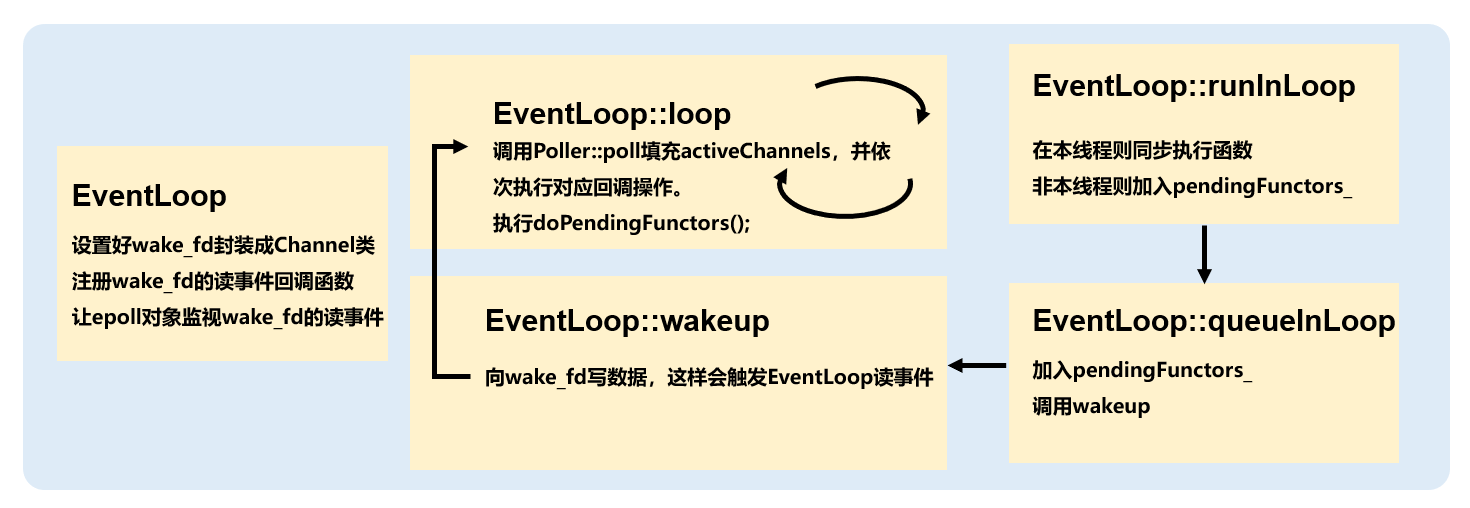 EventLoop
设置好wake_fd封装成Channel类
注册wake_fd的读事件回调函数
让epoll对象监视wake_fd的读事件
EventLoop::loop
调用Poller::poll填充activeChannels，并依
次执行对应回调操作。
执行doPendingFunctors();
EventLoop::wakeup
向wake_fd写数据，这样会触发EventLoop读事件
EventLoop::runInLoop
在本线程则同步执行函数
非本线程则加入pendingFunctors_
EventLoop::queueInLoop
加入pendingFunctors_
调用wakeup